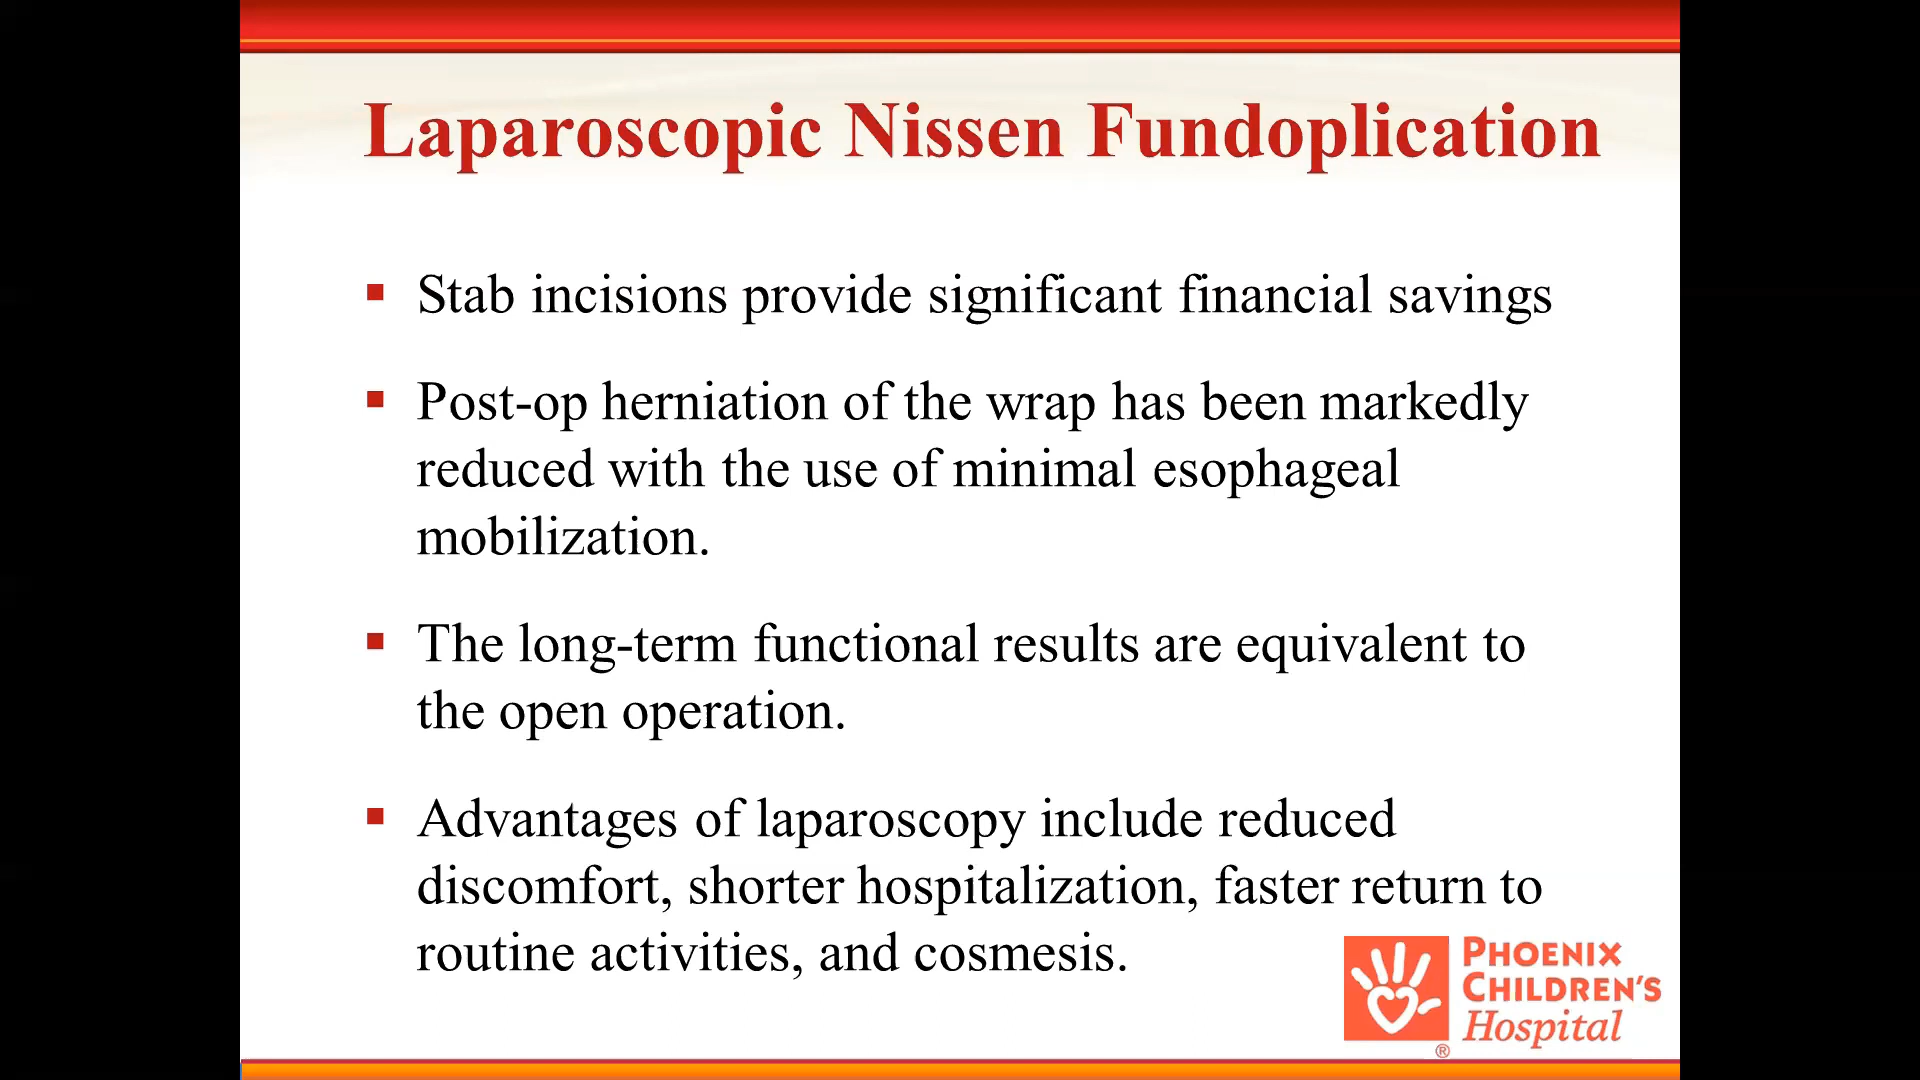 Laparoscopic Nissen Fundoplication
▪ Stab incisions provide significant financial savings
▪ Post-op herniation of the wrap has been markedly
reduced with the use of minimal esophageal
mobilization.
▪ The long-term functional results are equivalent to
the open operation.
▪ Advantages of laparoscopy include reduced
discomfort, shorter hospitalization, faster return to
routine activities, and cosmesis.
PHOENIX
CHILDREN'S
Hospital
®